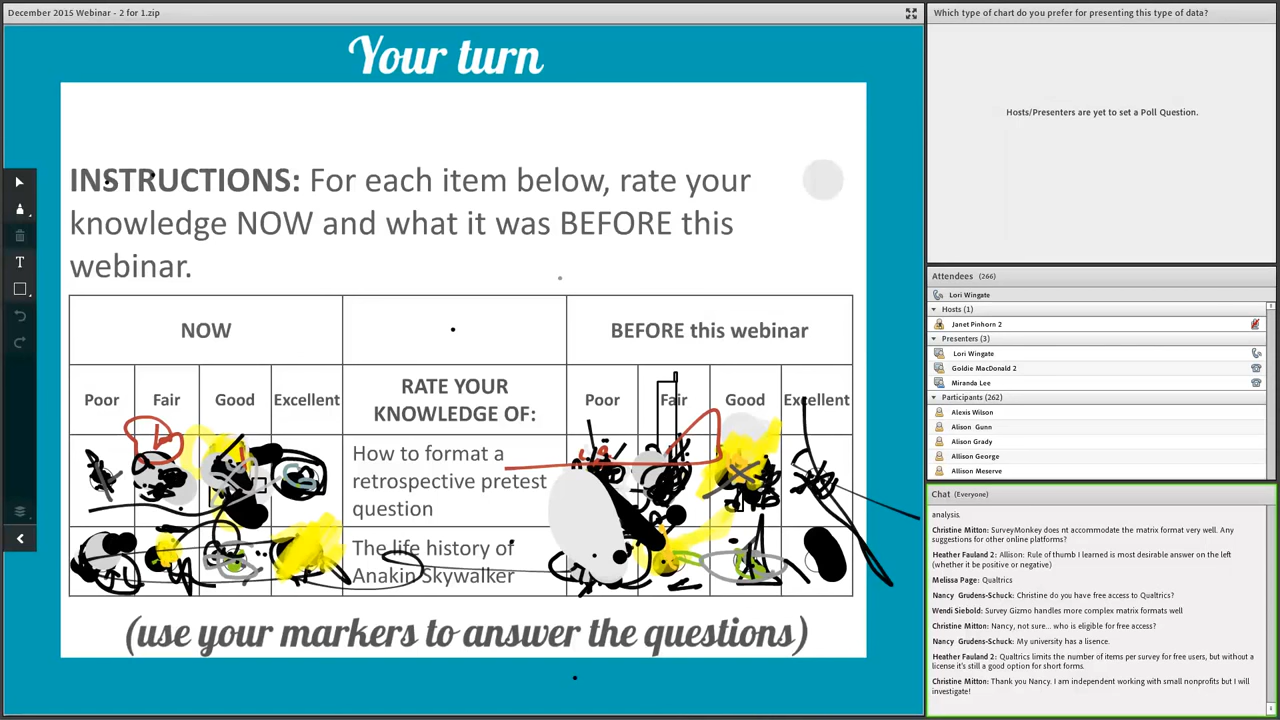 December 2015 Webinar - 2 for 1.zip
Your turn
INSTRUCTIONS: For each item below, rate your
knowledge NOW and what it was BEFORE this
webinar.
NOW
BEFORE this webinar
Poor Fair Good Excellent
RATE YOUR
KNOWLEDGE OF:
Poor Fair Good Excellent
How to format a
retrospective pretest
question
The life history of
Anakin Skywalker
(use your markers to answer the questions)
Which type of chart do you prefer for presenting this type of data?
Hosts/Presenters are yet to set a Poll Question.
Attendees (266)
Lori Wingate
Hosts (1)
Janet Pinhorn 2
Presenters (3)
Lori Wingate
Goldie MacDonald 2
Miranda Lee
Participants (262)
Alexis Wilson
Alison Gunn
Alison Grady
Allison George
Allison Meserve
Chat (Everyone)
analysis.
Christine Mitton: SurveyMonkey does nt accommodate the matrix format very well. Any
suggestions for other online platforms?
Heather Fauland 2: Allison: Rule of thumb I learned is most desirable answer on the left
(whether it be positive or negative)
Melissa Page: Qualtrics
Nancy Grudens-Schuck: Christine do you have free access to Qualtrics?
Wendi Siebold: Survey Gizmo handles more complex matrix formats well
Christine Mitton: Nancy, not sure... who is eligible for free access?
Nancy Grudens-Schuck: My university has a lisence.
Heather Fauland 2: Qualtrics limits the number of items per survey for free users, but without a
license it's still a good option for short forms.
Christine Mitton: Thank you Nancy. I am independent working with small nonprofits but I will
investigate!